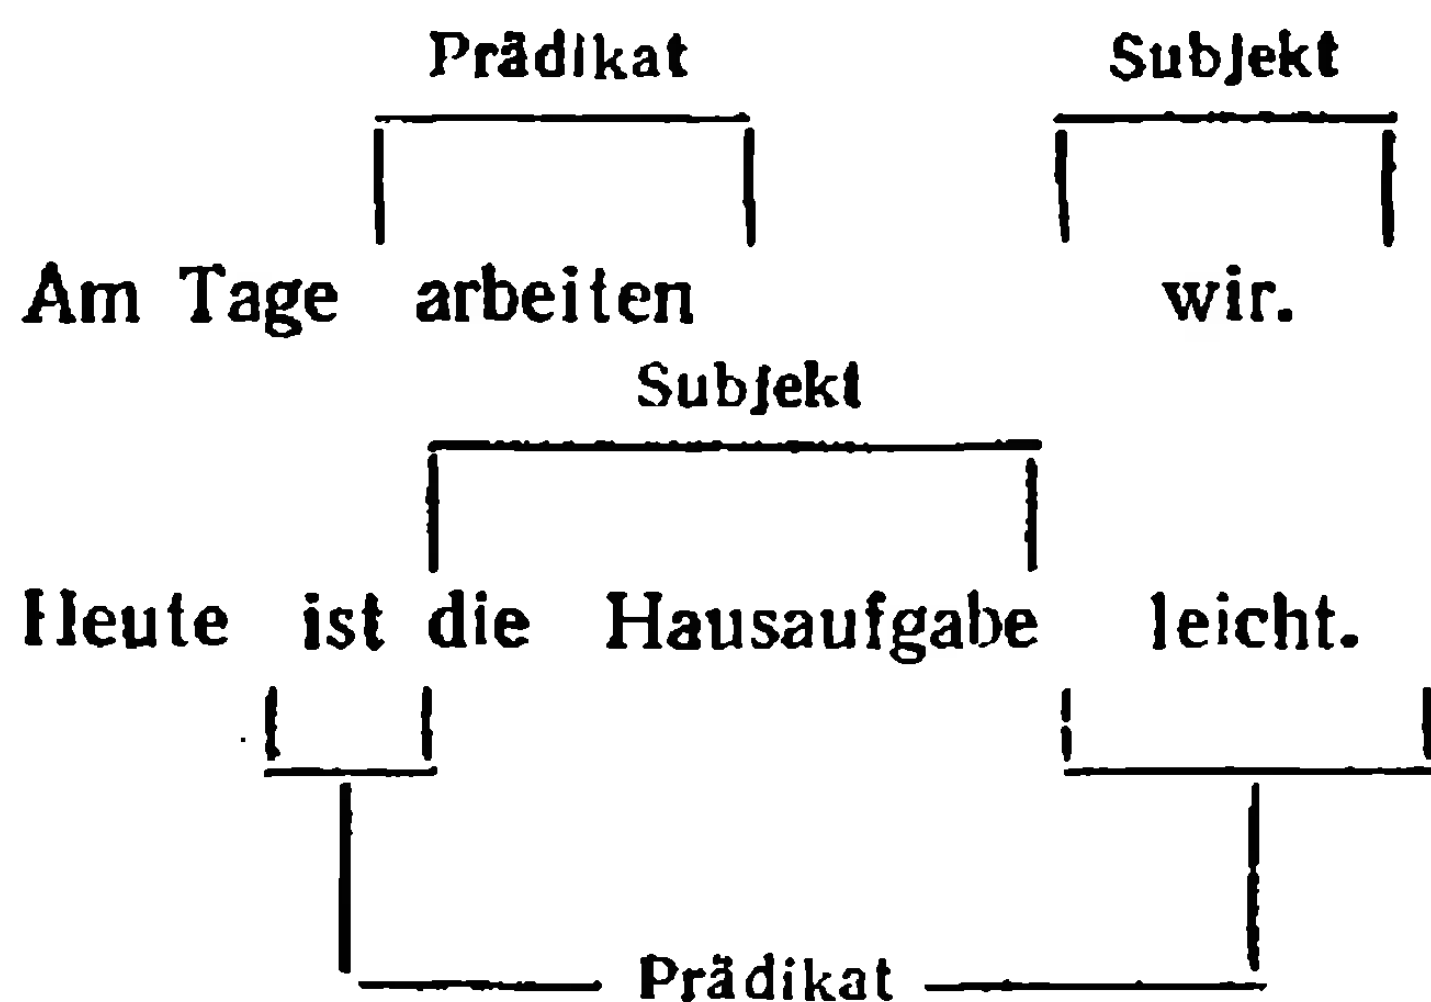 Prädikat Subjekt
Am Tage arbeiten wir.
Subjekt
Heute ist die Hausaufgabe leicht.
Prädikat